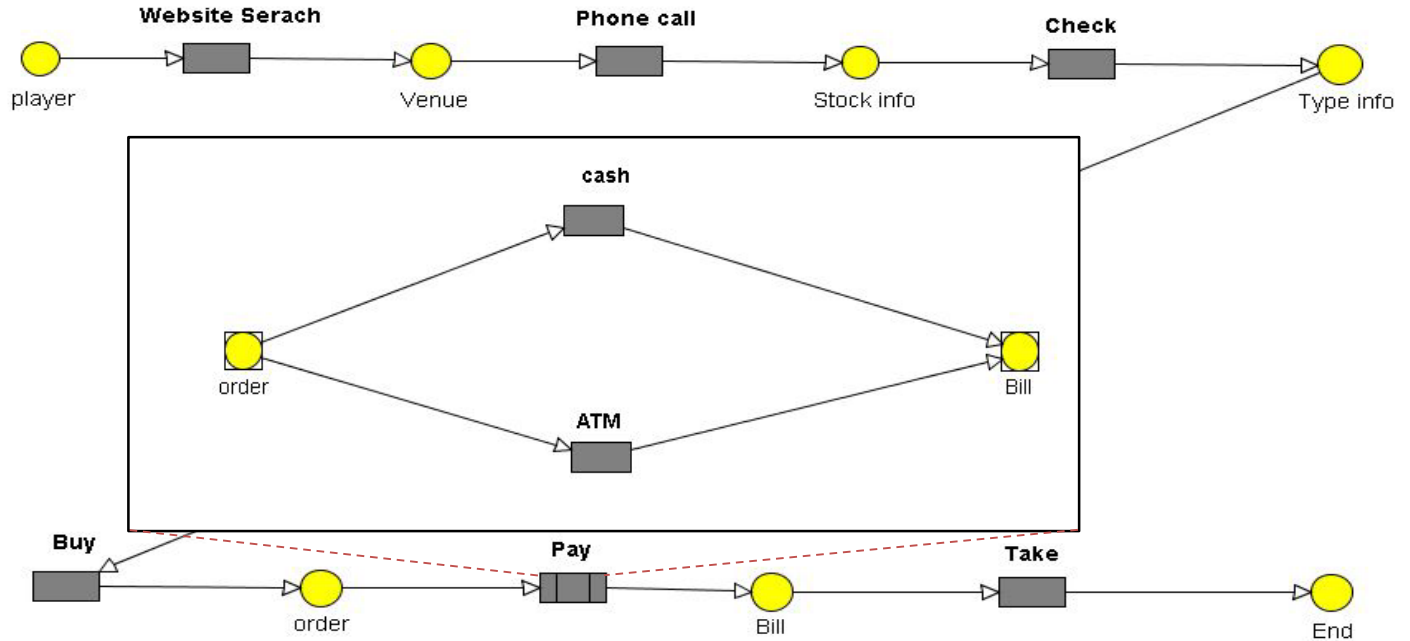 Website Serach
Phone call
Check
player
Venue
Stock info
Type info
cash
order
Bill
ATM
Buy
Pay
Take
order
Bill
End